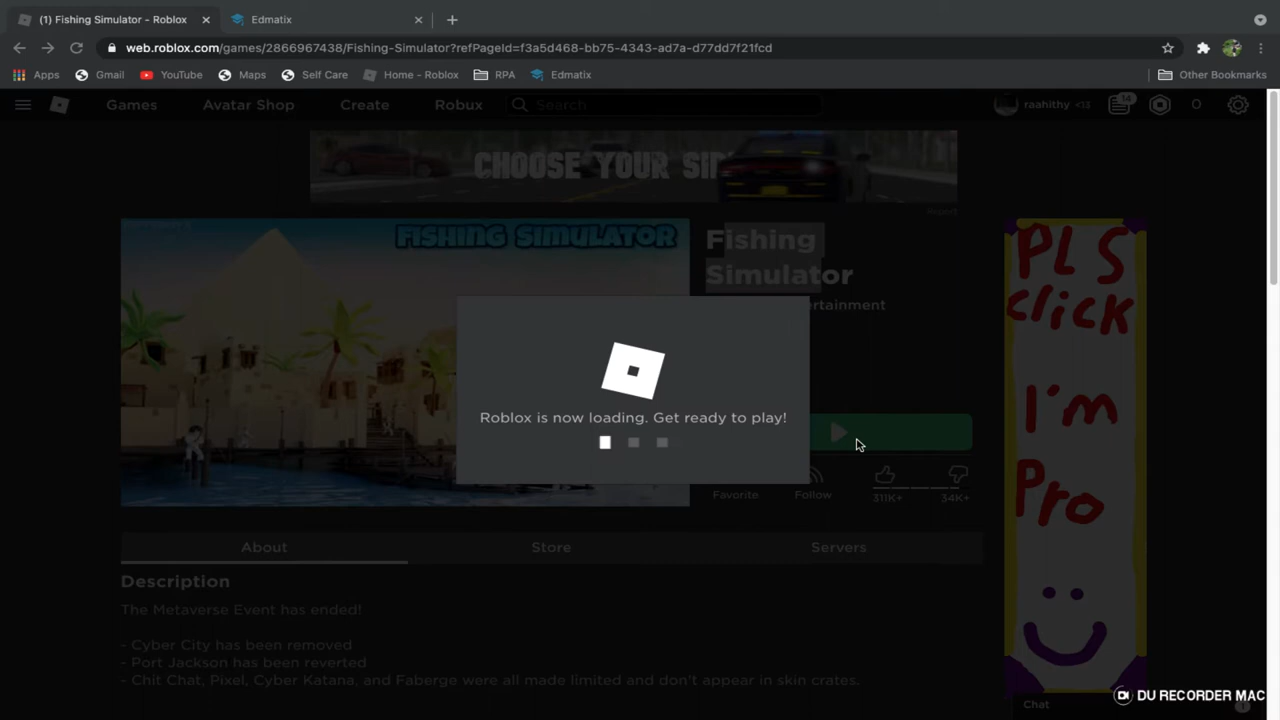 (1) Fishing Simulator - Roblox
Edmatix
web.roblox.com/games/2866967438/Fishing-Simulator?refPageId=f3a5d468-bb75-4343-ad7a-d77dd7f21fcd
Apps
Gmail
YouTube
Maps
Self Care
Home - Roblox
RPA
Edmatix
Other Bookmarks
Games
Avatar Shop
Create
Robux
Search
raahithy <13
14
0
CHOOSE YOUR
Report
FISHING SIMULATOR
Fishing
Simulator
Roblox is now loading. Get ready to play!
Favorite
Follow
311K+
34K+
PLS
click
I'm
Pro
About
Store
Servers
Description
The Metaverse Event has ended!
- Cyber City has been removed
- Port Jackson has been reverted
- Chit Chat, Pixel, Cyber Katana, and Faberge were all made limited and don't appear in skin crates.
Chat
1
DU RECORDER MAC